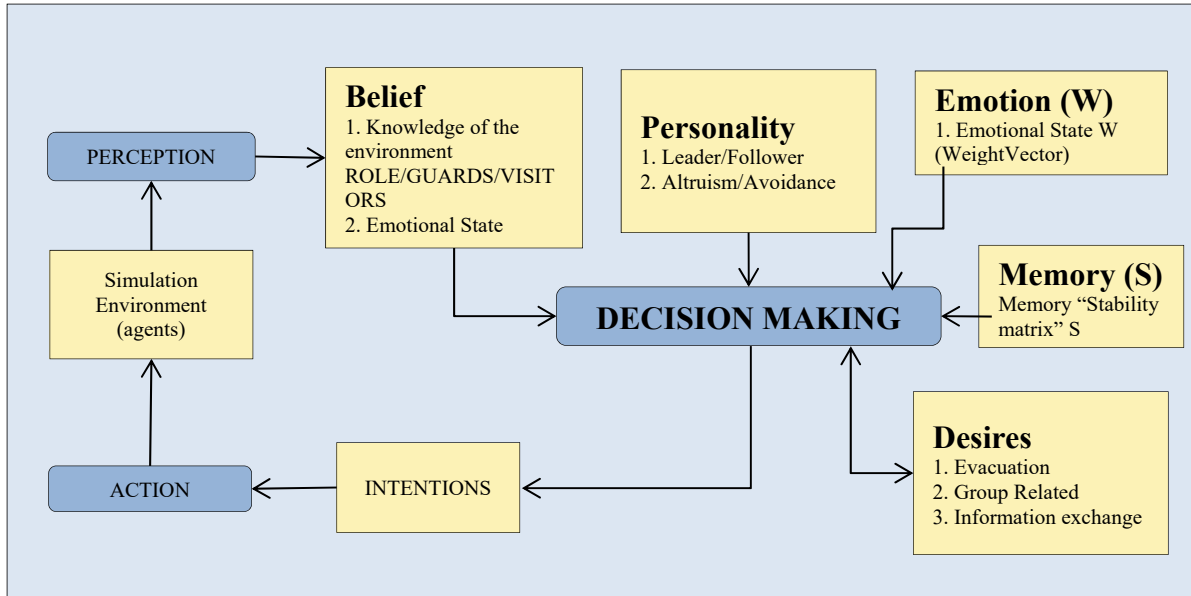 PERCEPTION
Belief
1. Knowledge of the
environment
ROLE/GUARDS/VISIT
ORS
2. Emotional State
Personality
1. Leader/Follower
2. Altruism/Avoidance
Emotion (W)
1. Emotional State W
(WeightVector)
Simulation
Environment
(agents)
DECISION MAKING
Memory (S)
Memory “Stability
matrix” S
Desires
1. Evacuation
2. Group Related
3. Information exchange
INTENTIONS
ACTION